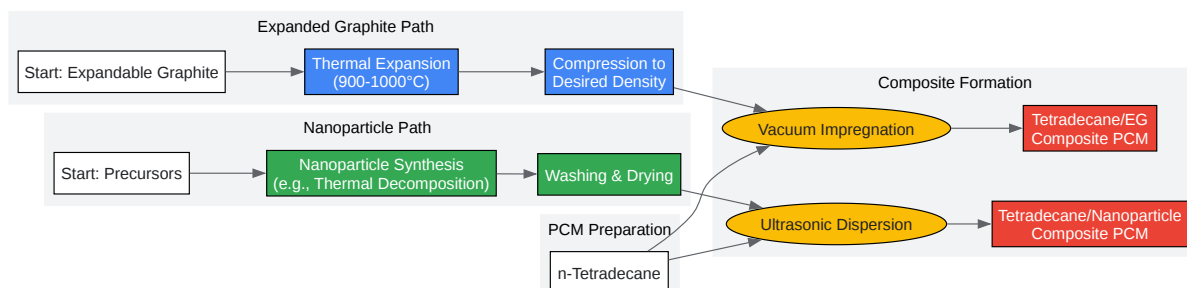 Expanded Graphite Path
Start: Expandable Graphite
Thermal Expansion
(900-1000°C)
Compression to
Desired Density
Nanoparticle Path
Start: Precursors
Nanoparticle Synthesis
(e.g., Thermal Decomposition)
Washing & Drying
PCM Preparation
n-Tetradecane
Composite Formation
Vacuum Impregnation
Tetradecane/EG
Composite PCM
Ultrasonic Dispersion
Tetradecane/Nanoparticle
Composite PCM